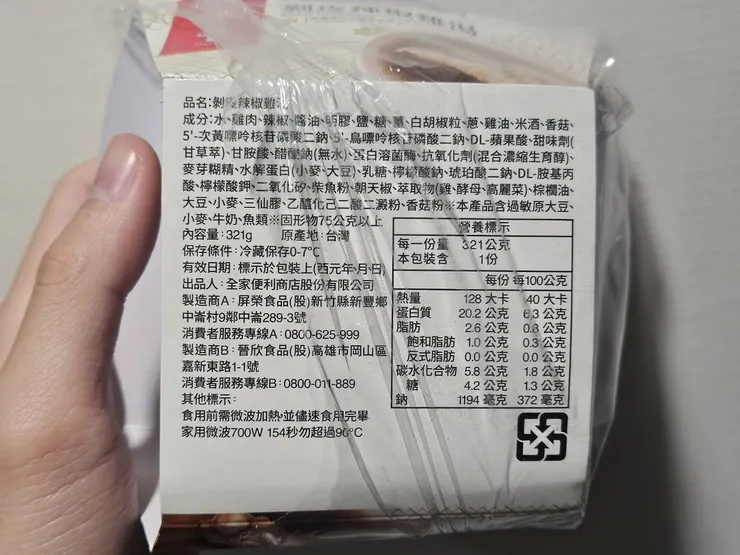 剝皮辣椒雞湯
品名:剝皮辣椒雞湯
成分:水、雞肉、辣椒、醬油、明膠、鹽、糖、薑、白胡椒粒、蔥、雞油、米酒、香菇、
5'-次黃嘌呤核苷磷酸二鈉、5'-鳥嘌呤核苷磷酸二鈉、DL-蘋果酸、甜味劑(
甘草萃)、甘胺酸、醋酸鈉(無水)、蛋白溶菌酶、抗氧化劑(混合濃縮生育醇)、
麥芽糊精、水解蛋白(小麥、大豆)、乳糖、檸檬酸鈉、琥珀酸二鈉、DL-胺基丙
酸、檸檬酸鉀、二氧化矽、柴魚粉、朝天椒、萃取物(雞、酵母、高麗菜)、棕櫚油、
大豆、小麥、三仙膠、乙醯化己二酸二澱粉、香菇粉※本產品含過敏原大豆、
小麥、牛奶、魚類※固形物75公克以上
內容量:321g 原產地:台灣
保存條件:冷藏保存0-7°C
有效日期:標示於包裝上(西元年·月·日)
出品人:全家便利商店股份有限公司
製造商A:屏榮食品(股)新竹縣新豐鄉
中崙村9鄰中崙289-3號
消費者服務專線A:0800-625-999
製造商B:晉欣食品(股)高雄市岡山區
嘉新東路1-1號
消費者服務專線B:0800-011-889
其他標示:
食用前需微波加熱,並儘速食用完畢
家用微波700W 154秒勿超過90°C
營養標示
每一份量 321公克
本包裝含 1份
每份 每100公克
熱量 128 大卡 40 大卡
蛋白質 20.2 公克 6.3 公克
脂肪 2.6 公克 0.8 公克
飽和脂肪 1.0 公克 0.3 公克
反式脂肪 0.0 公克 0.0 公克
碳水化合物 5.8 公克 1.8 公克
糖 4.2 公克 1.3 公克
鈉 1194 毫克 372 毫克